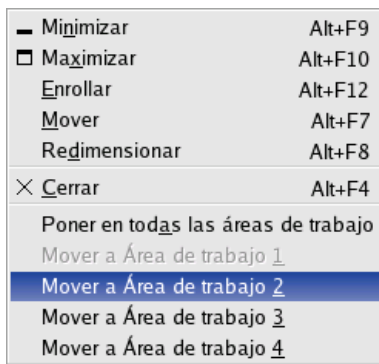 Minimizar Alt+F9
Maximizar Alt+F10
Enrollar Alt+F12
Mover Alt+F7
Redimensionar Alt+F8
Cerrar Alt+F4
Poner en todas las áreas de trabajo
Mover a Área de trabajo 1
Mover a Área de trabajo 2
Mover a Área de trabajo 3
Mover a Área de trabajo 4